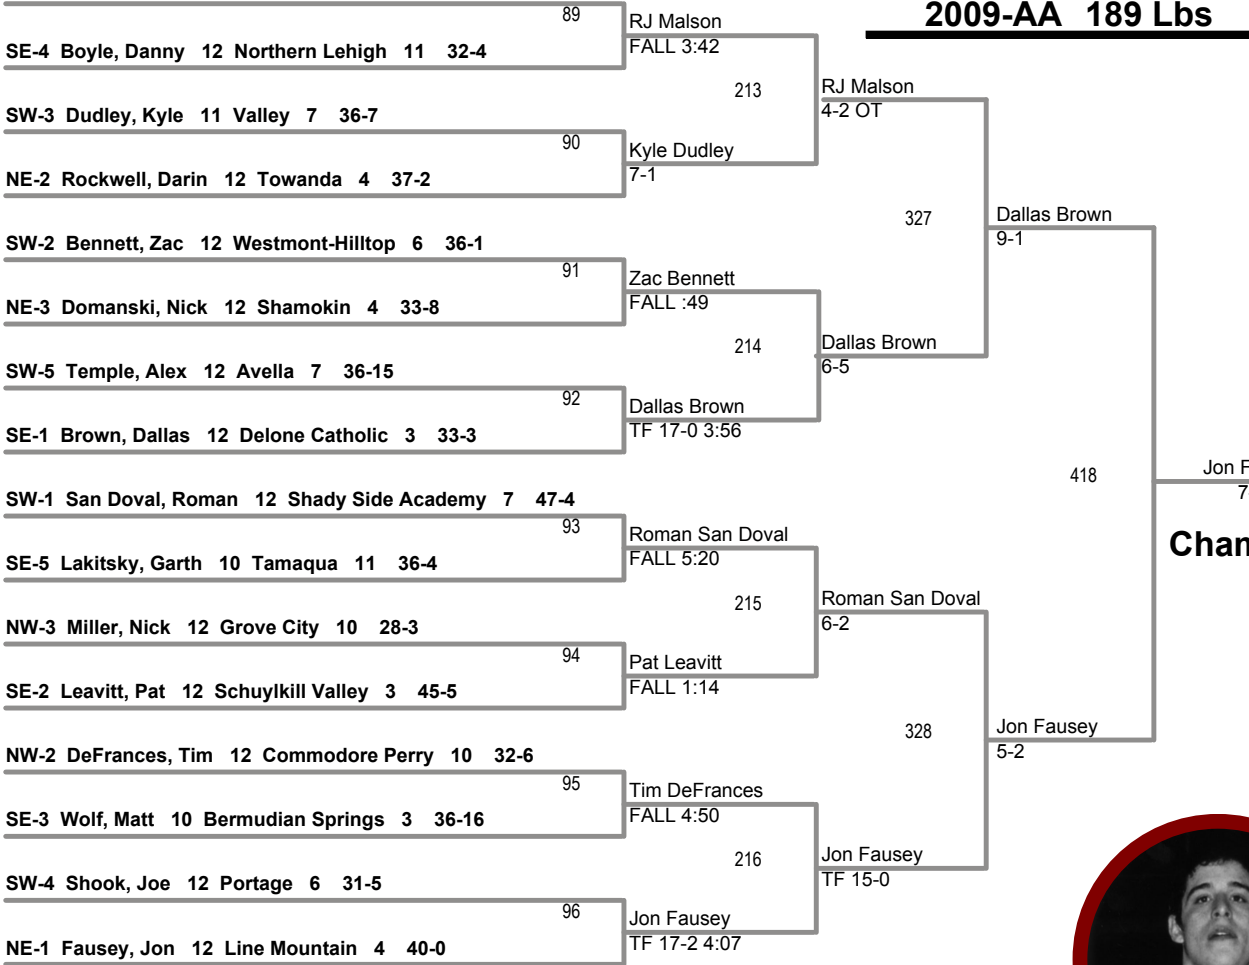 2009-AA 189 Lbs
89
RJ Malson
FALL 3:42
SE-4 Boyle, Danny 12 Northern Lehigh 11 32-4
213
RJ Malson
4-2 OT
SW-3 Dudley, Kyle 11 Valley 7 36-7
90
Kyle Dudley
7-1
NE-2 Rockwell, Darin 12 Towanda 4 37-2
327
Dallas Brown
9-1
SW-2 Bennett, Zac 12 Westmont-Hilltop 6 36-1
91
Zac Bennett
FALL :49
NE-3 Domanski, Nick 12 Shamokin 4 33-8
214
Dallas Brown
6-5
SW-5 Temple, Alex 12 Avella 7 36-15
92
Dallas Brown
TF 17-0 3:56
SE-1 Brown, Dallas 12 Delone Catholic 3 33-3
418
Jon F
7
Cham
SW-1 San Doval, Roman 12 Shady Side Academy 7 47-4
93
Roman San Doval
FALL 5:20
SE-5 Lakitsky, Garth 10 Tamaqua 11 36-4
215
Roman San Doval
6-2
NW-3 Miller, Nick 12 Grove City 10 28-3
94
Pat Leavitt
FALL 1:14
SE-2 Leavitt, Pat 12 Schuylkill Valley 3 45-5
328
Jon Fausey
5-2
NW-2 DeFrances, Tim 12 Commodore Perry 10 32-6
95
Tim DeFrances
FALL 4:50
SE-3 Wolf, Matt 10 Bermudian Springs 3 36-16
216
Jon Fausey
TF 15-0
SW-4 Shook, Joe 12 Portage 6 31-5
96
Jon Fausey
TF 17-2 4:07
NE-1 Fausey, Jon 12 Line Mountain 4 40-0